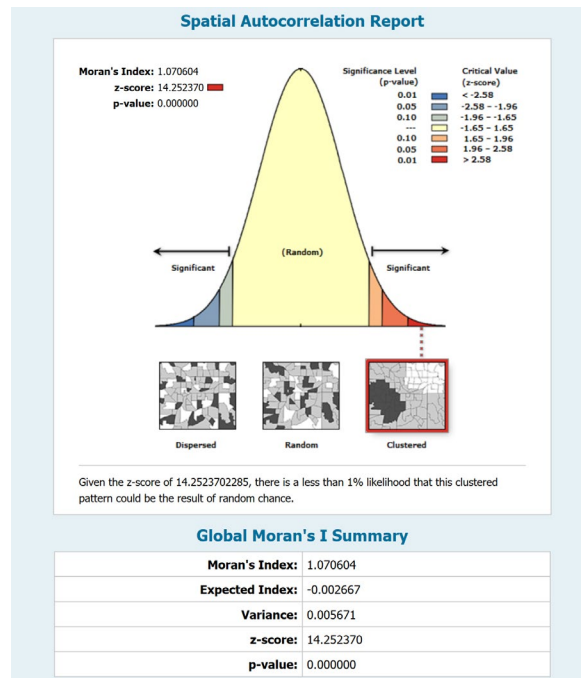 Spatial Autocorrelation Report
Moran's Index: 1.070604
z-score: 14.252370
p-value: 0.000000
Significance Level
(p-value)
Critical Value
(z-score)
0.01 < -2.58
0.05 -2.58 - -1.96
0.10 -1.96 - -1.65
--- -1.65 - 1.65
0.10 1.65 - 1.96
0.05 1.96 - 2.58
0.01 > 2.58
(Random)
Significant
Significant
Dispersed
Random
Clustered
Given the z-score of 14.2523702285, there is a less than 1% likelihood that this clustered
pattern could be the result of random chance.
Global Moran's I Summary
Moran's Index: 1.070604
Expected Index: -0.002667
Variance: 0.005671
z-score: 14.252370
p-value: 0.000000